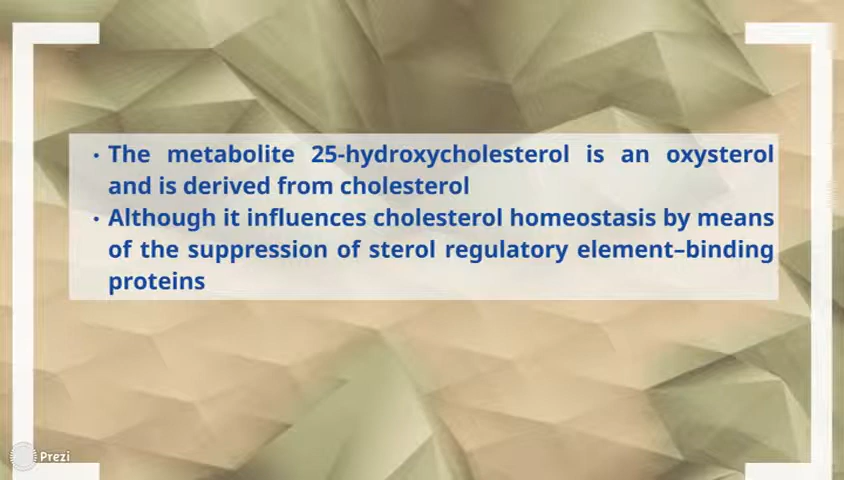 • The metabolite 25-hydroxycholesterol is an oxysterol
and is derived from cholesterol
• Although it influences cholesterol homeostasis by means
of the suppression of sterol regulatory element–binding
proteins
Prezi